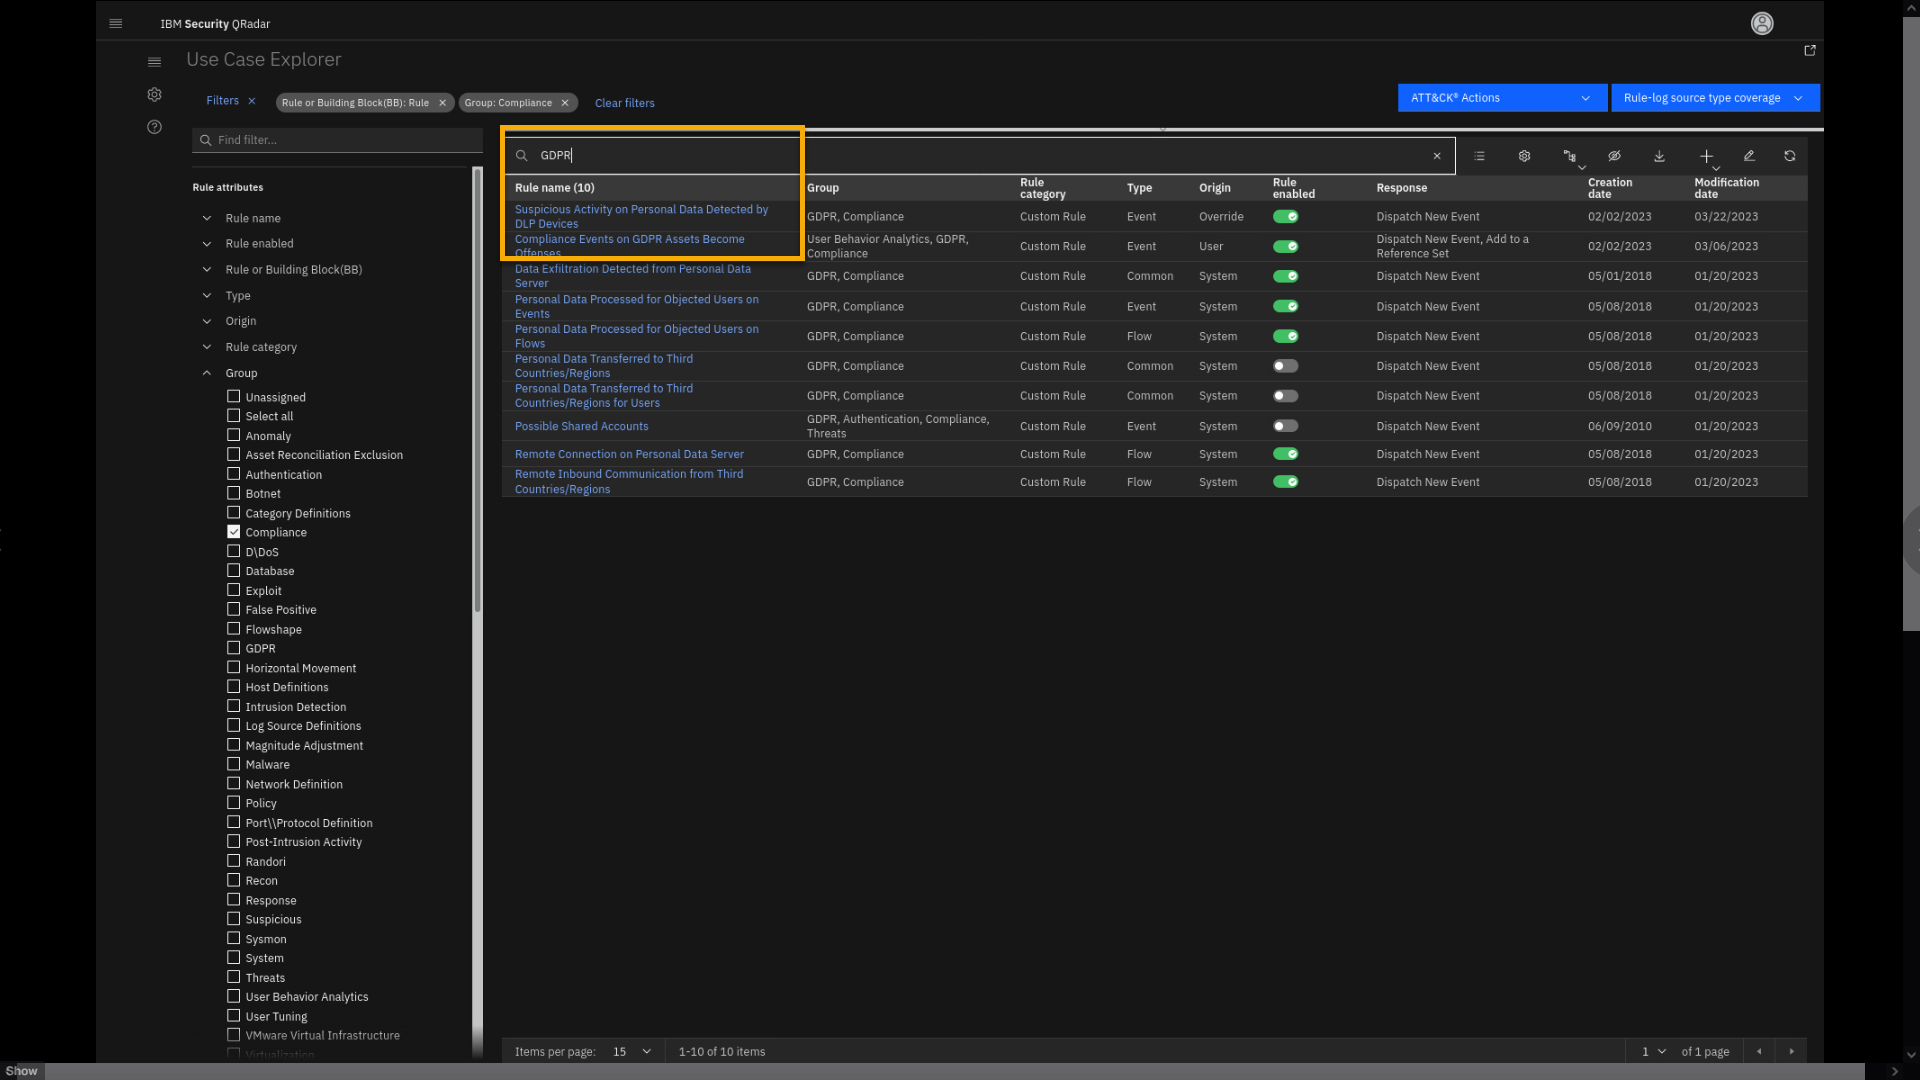 IBM Security QRadar
Use Case Explorer
Filters
Rule or Building Block(BB): Rule
Group: Compliance
Clear filters
ATT&CK® Actions
Rule-log source type coverage
Find filter...
Rule attributes
Rule name
Rule enabled
Rule or Building Block(BB)
Type
Origin
Rule category
Group
Unassigned
Select all
Anomaly
Asset Reconciliation Exclusion
Authentication
Botnet
Category Definitions
Compliance
D\DoS
Database
Exploit
False Positive
Flowshape
GDPR
Horizontal Movement
Host Definitions
Intrusion Detection
Log Source Definitions
Magnitude Adjustment
Malware
Network Definition
Policy
Port\\Protocol Definition
Post-Intrusion Activity
Randori
Recon
Response
Suspicious
Sysmon
System
Threats
User Behavior Analytics
User Tuning
VMware Virtual Infrastructure
Virtualization
GDPR
Rule name (10)
Group
Rule
category
Type
Origin
Rule
enabled
Response
Creation
date
Modification
date
Suspicious Activity on Personal Data Detected by
DLP Devices
GDPR, Compliance
Custom Rule
Event
Override
Dispatch New Event
02/02/2023
03/22/2023
Compliance Events on GDPR Assets Become
Offenses
User Behavior Analytics, GDPR,
Compliance
Custom Rule
Event
User
Dispatch New Event, Add to a
Reference Set
02/02/2023
03/06/2023
Data Exfiltration Detected from Personal Data
Server
GDPR, Compliance
Custom Rule
Common
System
Dispatch New Event
05/01/2018
01/20/2023
Personal Data Processed for Objected Users on
Events
GDPR, Compliance
Custom Rule
Event
System
Dispatch New Event
05/08/2018
01/20/2023
Personal Data Processed for Objected Users on
Flows
GDPR, Compliance
Custom Rule
Flow
System
Dispatch New Event
05/08/2018
01/20/2023
Personal Data Transferred to Third
Countries/Regions
GDPR, Compliance
Custom Rule
Common
System
Dispatch New Event
05/08/2018
01/20/2023
Personal Data Transferred to Third
Countries/Regions for Users
GDPR, Compliance
Custom Rule
Common
System
Dispatch New Event
05/08/2018
01/20/2023
Possible Shared Accounts
GDPR, Authentication, Compliance,
Threats
Custom Rule
Event
System
Dispatch New Event
06/09/2010
01/20/2023
Remote Connection on Personal Data Server
GDPR, Compliance
Custom Rule
Flow
System
Dispatch New Event
05/08/2018
01/20/2023
Remote Inbound Communication from Third
Countries/Regions
GDPR, Compliance
Custom Rule
Flow
System
Dispatch New Event
05/08/2018
01/20/2023
Items per page: 15
1-10 of 10 items
1
of 1 page
Show